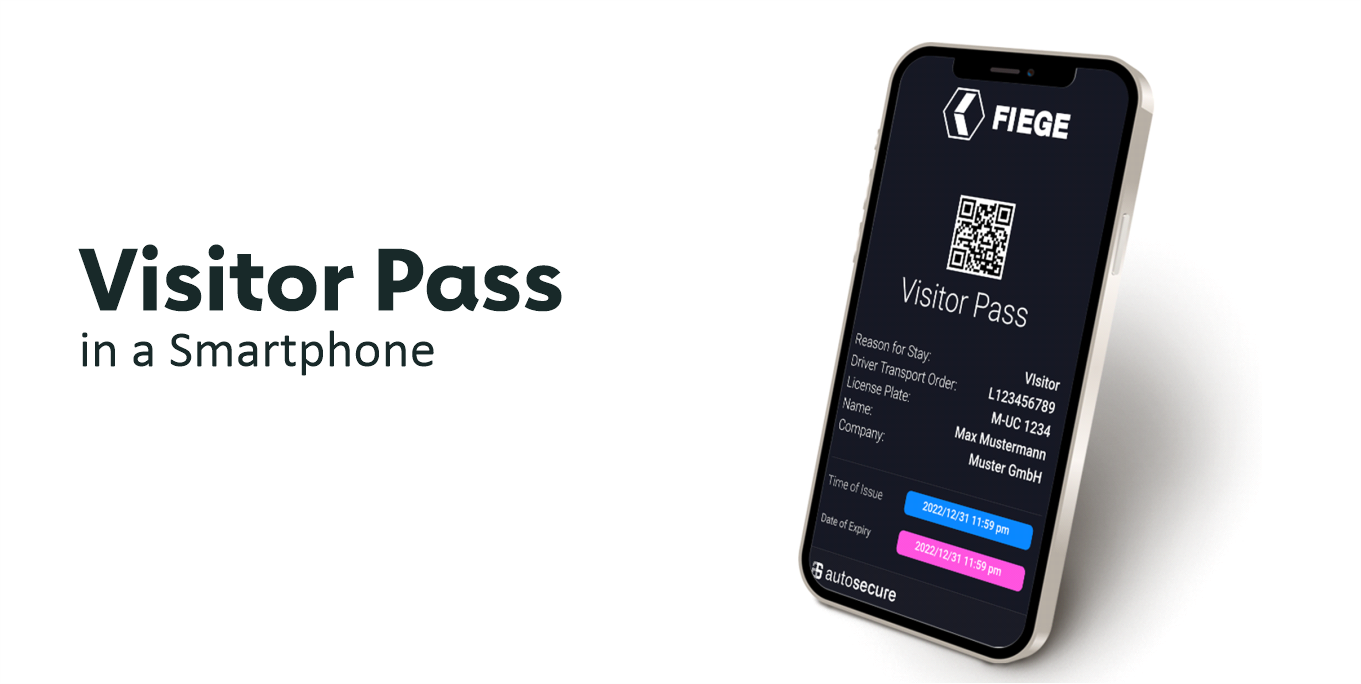 Visitor Pass
in a Smartphone
FIEGE
Visitor Pass
Reason for Stay: VIsitor
Driver Transport Order: L123456789
License Plate: M-UC 1234
Name: Max Mustermann
Company: Muster GmbH
Time of Issue 2022/12/31 11:59 pm
Date of Expiry 2022/12/31 11:59 pm
autosecure